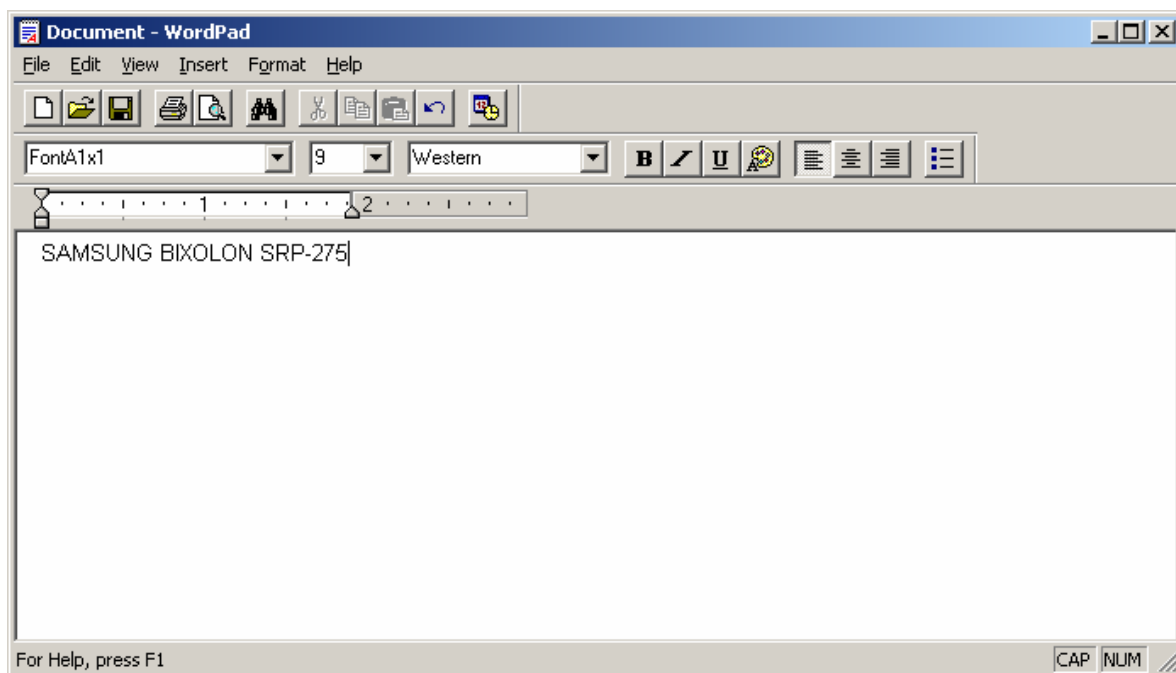 Document - WordPad
File Edit View Insert Format Help
FontA1x1 9 Western B I U
1 2
SAMSUNG BIXOLON SRP-275
For Help, press F1 CAP NUM